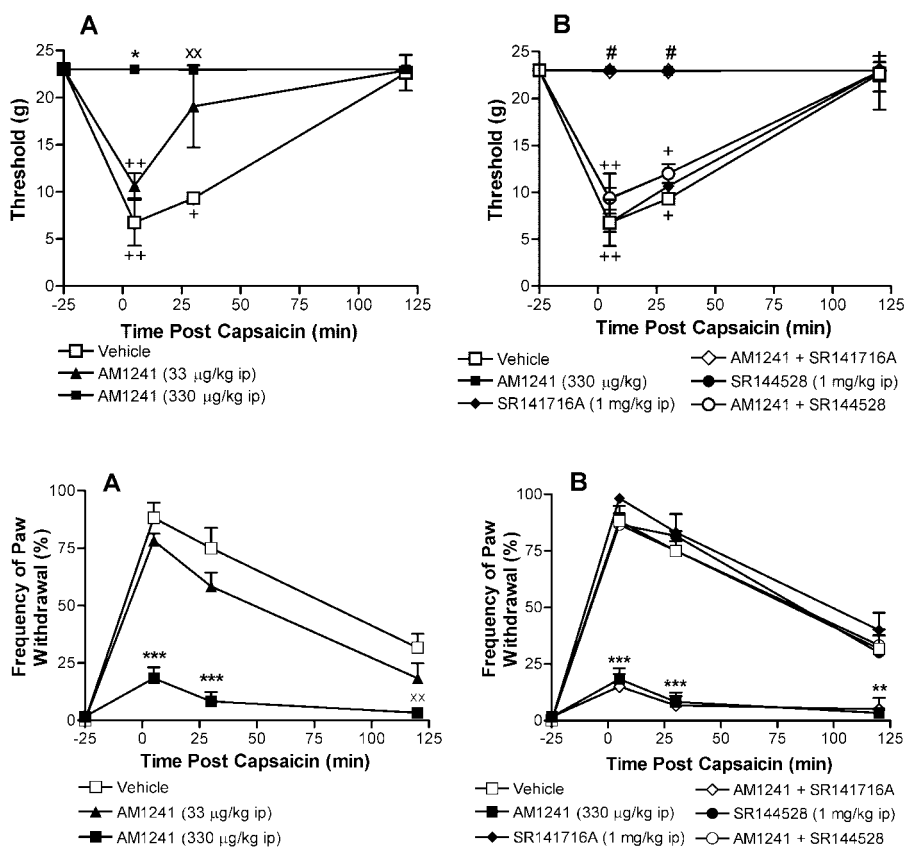 A
B
25
20
15
10
5
0
Threshold (g)
*
xx
++
++
+
-25 0 25 50 75 100 125
Time Post Capsaicin (min)
Vehicle
AM1241 (33 µg/kg ip)
AM1241 (330 µg/kg ip)
25
20
15
10
5
0
Threshold (g)
# #
++
+
+
++
-25 0 25 50 75 100 125
Time Post Capsaicin (min)
Vehicle
AM1241 (330 µg/kg)
SR141716A (1 mg/kg ip)
AM1241 + SR141716A
SR144528 (1 mg/kg ip)
AM1241 + SR144528
A
B
100
75
50
25
0
Frequency of Paw
Withdrawal (%)
***
***
xx
-25 0 25 50 75 100 125
Time Post Capsaicin (min)
Vehicle
AM1241 (33 µg/kg ip)
AM1241 (330 µg/kg ip)
100
75
50
25
0
Frequency of Paw
Withdrawal (%)
***
***
**
-25 0 25 50 75 100 125
Time Post Capsaicin (min)
Vehicle
AM1241 (330 µg/kg ip)
SR141716A (1 mg/kg ip)
AM1241 + SR141716A
SR144528 (1 mg/kg ip)
AM1241 + SR144528